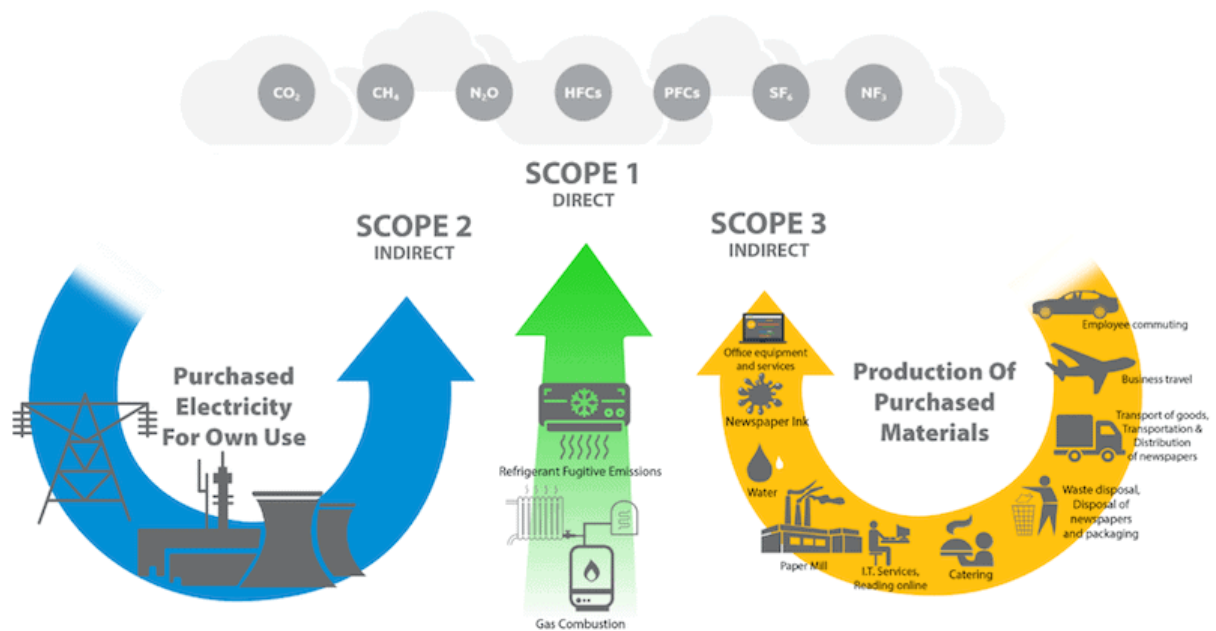 CO₂
CH₄
N₂O
HFCs
PFCs
SF₆
NF₃
SCOPE 1
DIRECT
SCOPE 2
INDIRECT
SCOPE 3
INDIRECT
Purchased
Electricity
For Own Use
Refrigerant Fugitive Emissions
Gas Combustion
Production Of
Purchased
Materials
Office equipment
and services
Newspaper Ink
Water
Paper Mill
I.T. Services,
Reading online
Catering
Waste disposal,
Disposal of
newspapers
and packaging
Transport of goods,
Transportation &
Distribution
of newspapers
Business travel
Employee commuting